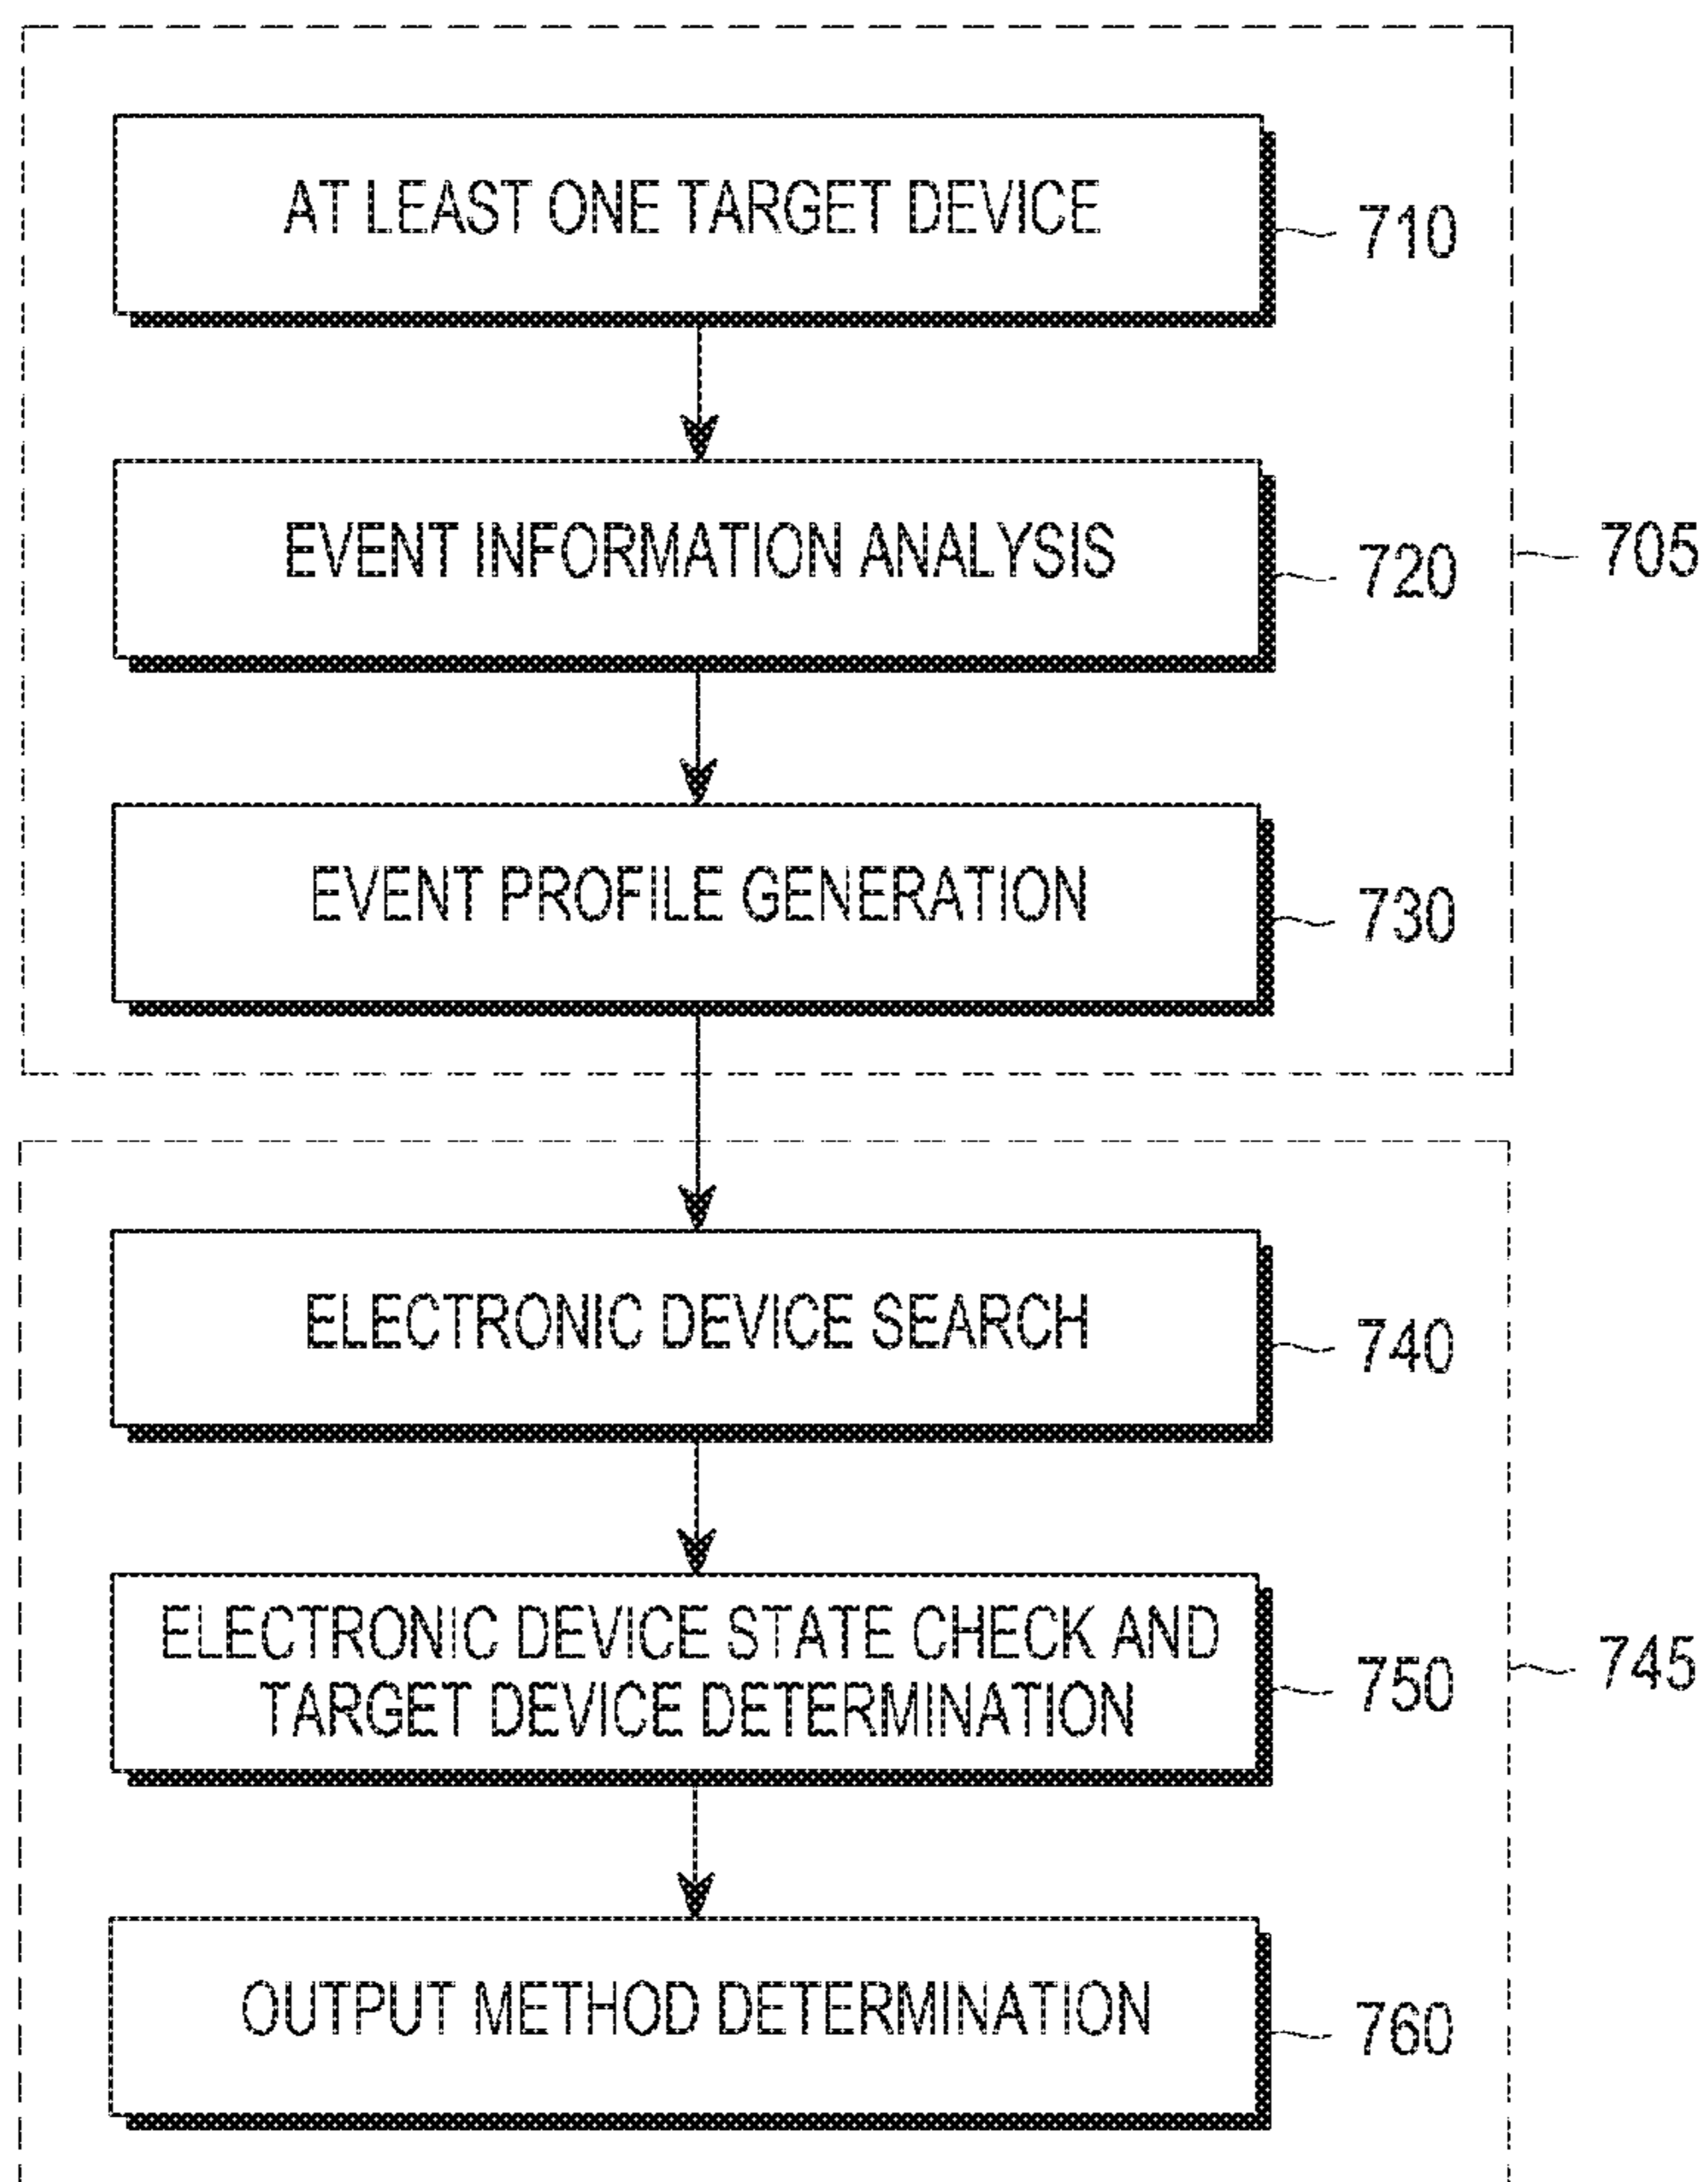 AT LEAST ONE TARGET DEVICE
710
EVENT INFORMATION ANALYSIS
720
705
EVENT PROFILE GENERATION
730
ELECTRONIC DEVICE SEARCH
740
ELECTRONIC DEVICE STATE CHECK AND
TARGET DEVICE DETERMINATION
750
745
OUTPUT METHOD DETERMINATION
760